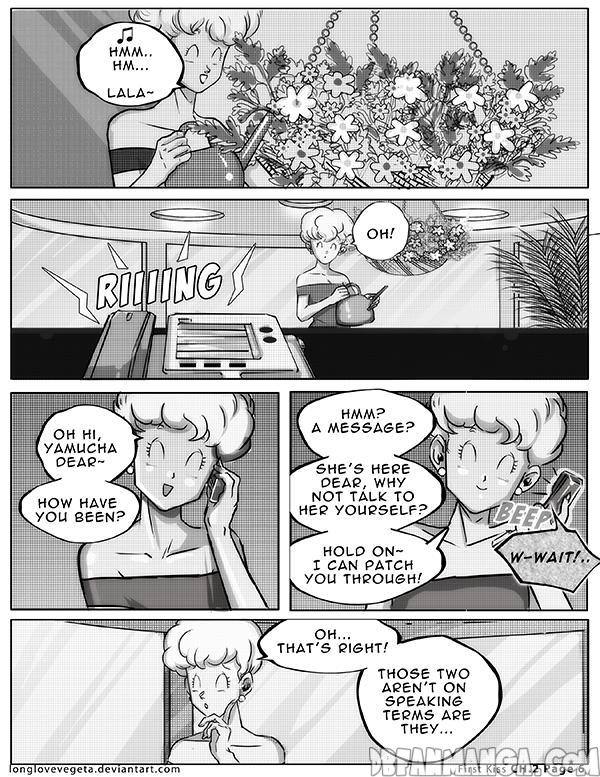 HMM..
HM...
LALA~
OH!
RIIIIING
OH HI,
YAMUCHA
DEAR~
HOW HAVE
YOU BEEN?
HMM?
A MESSAGE?
SHE'S HERE
DEAR, WHY
NOT TALK TO
HER YOURSELF?
HOLD ON~
I CAN PATCH
YOU THROUGH!
BEEP
W-WAIT!..
OH...
THAT'S RIGHT!
THOSE TWO
AREN'T ON
SPEAKING
TERMS ARE
THEY...
longlovevegeta.deviantart.com
First Kiss CH.2 Page 6
DBFANMANGA.COM